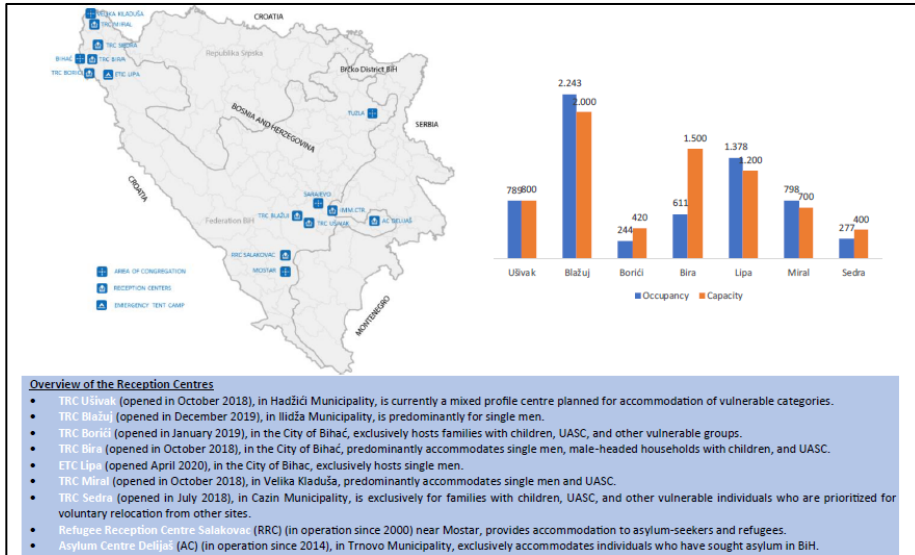 CROATIA
VELIKA KLADUŠA
TRC MIRAL
TRC SEDRA
BIHAĆ
TRC BIRA
TRC BORIĆI
ETC LIPA
Republika Srpska
Brčko District BiH
BOSNIA AND HERZEGOVINA
TUZLA
SERBIA
CROATIA
SARAJEVO
IMM CTR
Federation BiH
TRC BLAŽUJ
TRC UŠIVAK
AC DELIJAŠ
RRC SALAKOVAC
MOSTAR
MONTENEGRO
AREA OF CONGREGATION
RECEPTION CENTERS
EMERGENCY TENT CAMP
2.243
2.000
1.500
1.378
1.200
789 800
798
700
611
420
400
244
277
Ušivak Blažuj Borići Bira Lipa Miral Sedra
Occupancy Capacity
Overview of the Reception Centres
• TRC Ušivak (opened in October 2018), in Hadžići Municipality, is currently a mixed profile centre planned for accommodation of vulnerable categories.
• TRC Blažuj (opened in December 2019), in Ilidža Municipality, is predominantly for single men.
• TRC Borići (opened in January 2019), in the City of Bihać, exclusively hosts families with children, UASC, and other vulnerable groups.
• TRC Bira (opened in October 2018), in the City of Bihać, predominantly accommodates single men, male-headed households with children, and UASC.
• ETC Lipa (opened April 2020), in the City of Bihac, exclusively hosts single men.
• TRC Miral (opened in October 2018), in Velika Kladuša, predominantly accommodates single men and UASC.
• TRC Sedra (opened in July 2018), in Cazin Municipality, is exclusively for families with children, UASC, and other vulnerable individuals who are prioritized for
voluntary relocation from other sites.
• Refugee Reception Centre Salakovac (RRC) (in operation since 2000) near Mostar, provides accommodation to asylum-seekers and refugees.
• Asylum Centre Delijaš (AC) (in operation since 2014), in Trnovo Municipality, exclusively accommodates individuals who have sought asylum in BiH.